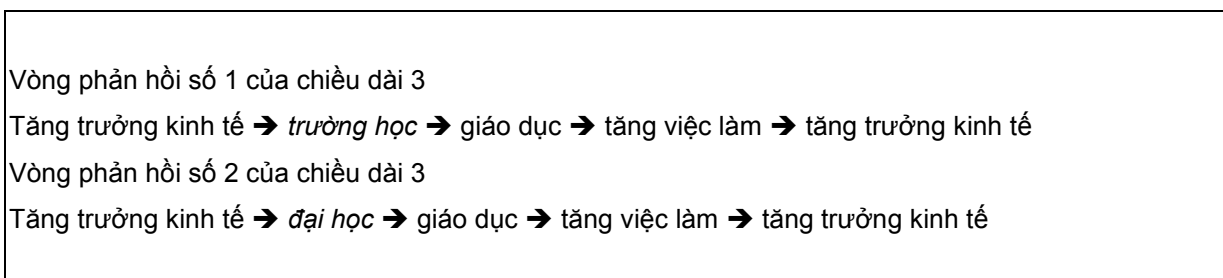 Vòng phản hồi số 1 của chiều dài 3
Tăng trưởng kinh tế ➔ trường học ➔ giáo dục ➔ tăng việc làm ➔ tăng trưởng kinh tế
Vòng phản hồi số 2 của chiều dài 3
Tăng trưởng kinh tế ➔ đại học ➔ giáo dục ➔ tăng việc làm ➔ tăng trưởng kinh tế